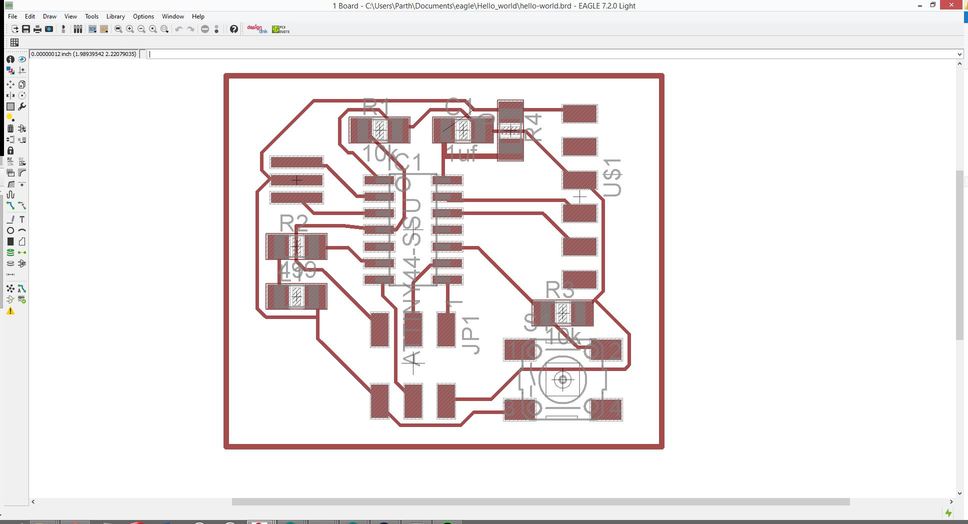 1 Board - C:\Users\Parth\Documents\eagle\Hello_world\hello-world.brd - EAGLE 7.2.0 Light
File Edit Draw View Tools Library Options Window Help
0.00000012 inch (1.98939542 2.22079035)
R1
C1
R4
10k
1uf
IC1
U$1
R2
499
ATTINY44-SSU
R3
10k
1
JP1